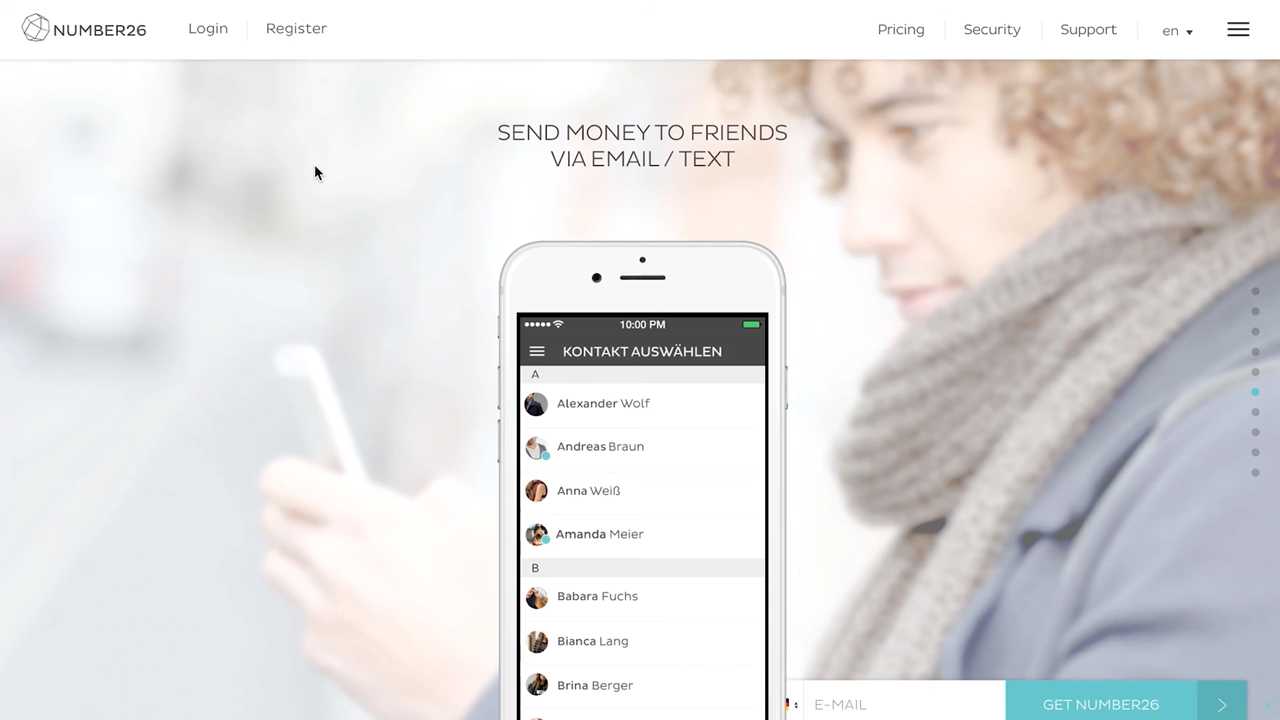 NUMBER26
Login
Register
Pricing
Security
Support
en
SEND MONEY TO FRIENDS
VIA EMAIL / TEXT
10:00 PM
KONTAKT AUSWÄHLEN
A
Alexander Wolf
Andreas Braun
Anna Weiß
Amanda Meier
B
Babara Fuchs
Bianca Lang
Brina Berger
E-MAIL
GET NUMBER26